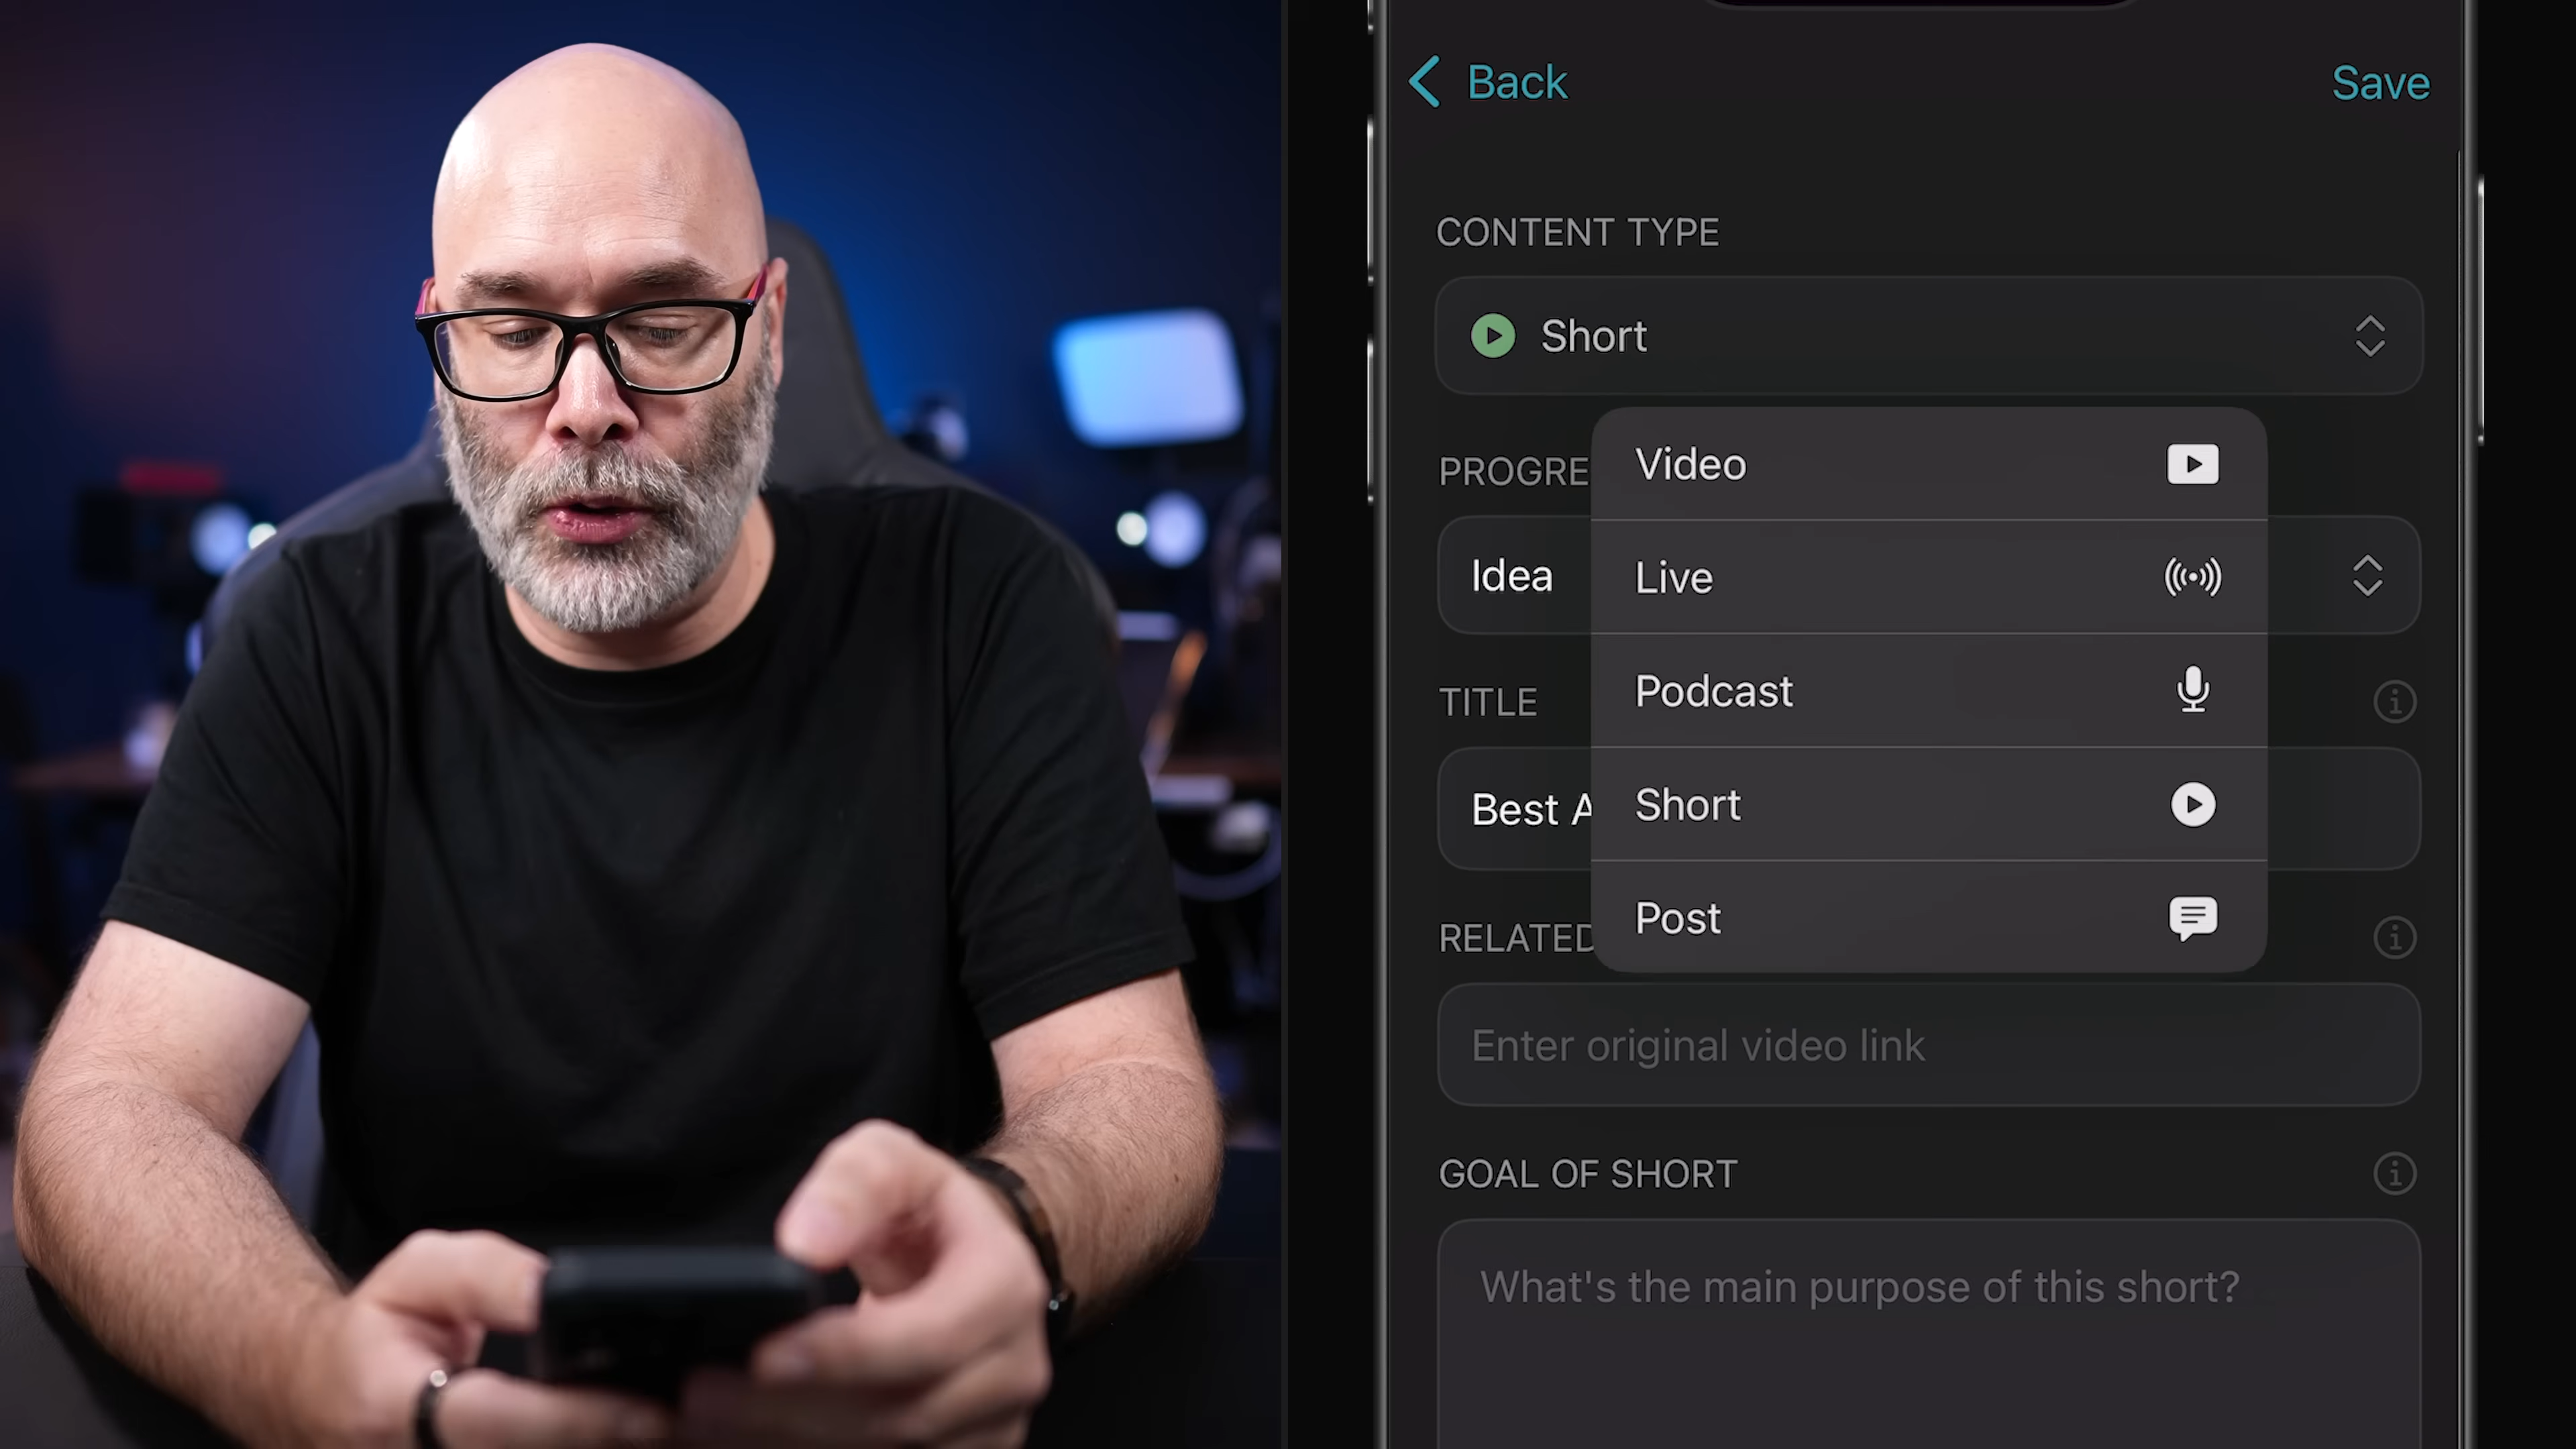 Back
Save
CONTENT TYPE
Short
Video
PROGRE
Live
Idea
Podcast
TITLE
Short
Best A
Post
RELATED
Enter original video link
GOAL OF SHORT
What's the main purpose of this short?